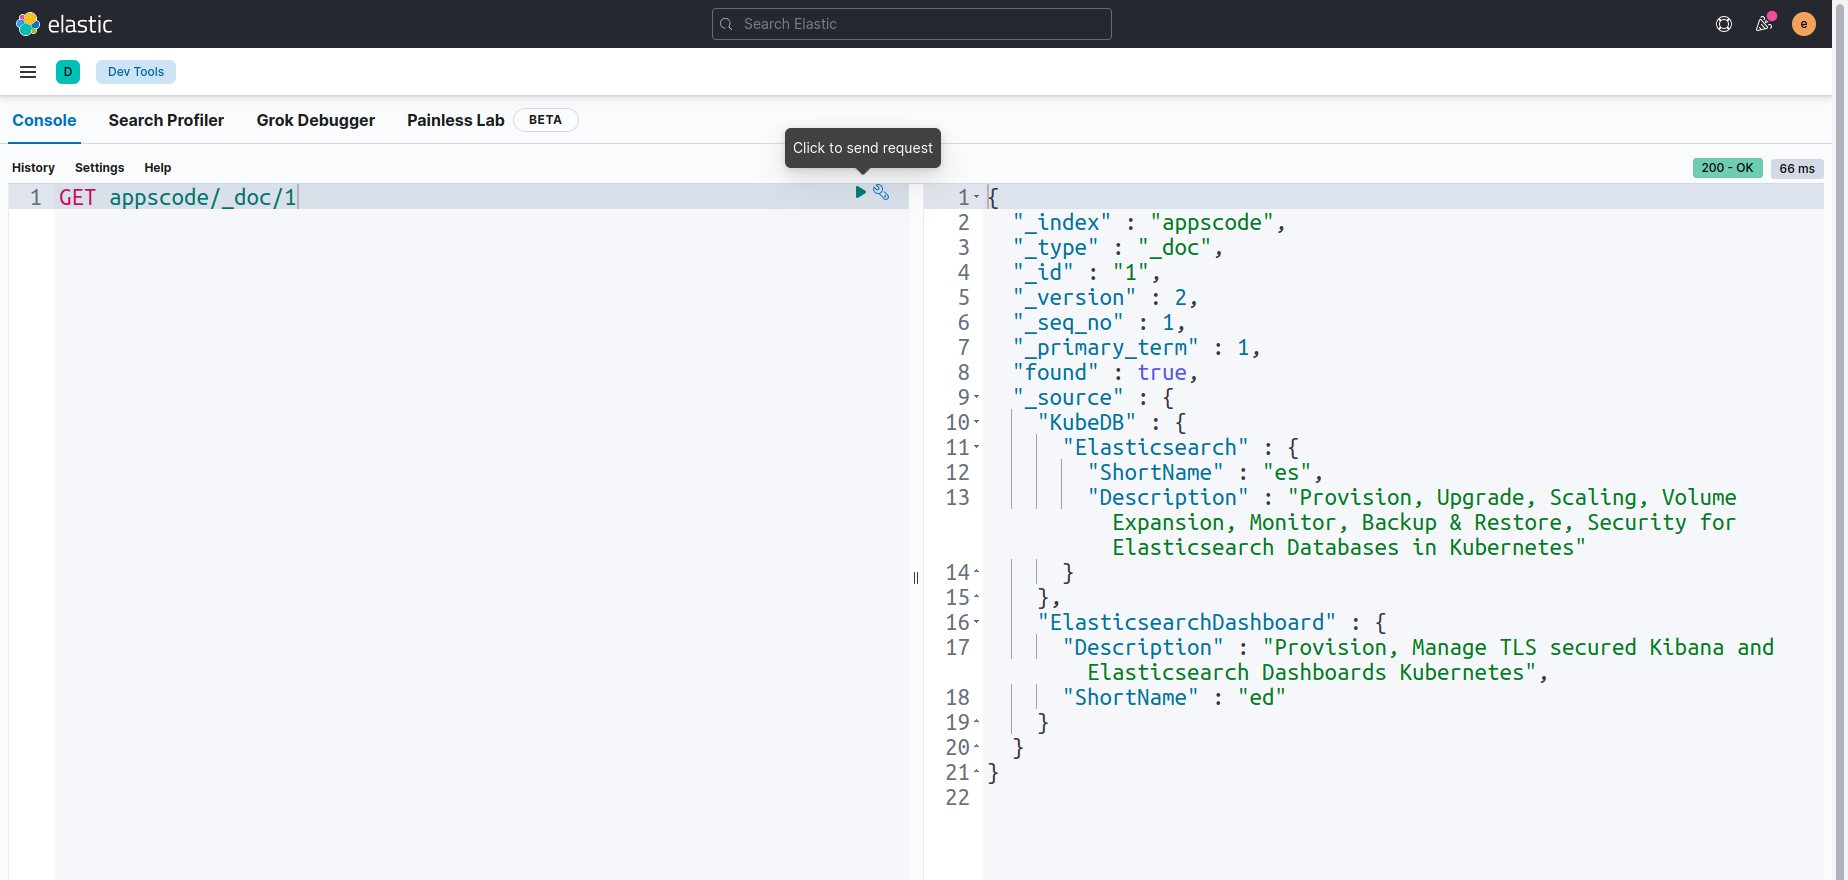 elastic
Search Elastic
e
D
Dev Tools
Console Search Profiler Grok Debugger Painless Lab BETA
Click to send request
History Settings Help
200 - OK 66 ms
1 GET appscode/_doc/1
1 {
2 "_index" : "appscode",
3 "_type" : "_doc",
4 "_id" : "1",
5 "_version" : 2,
6 "_seq_no" : 1,
7 "_primary_term" : 1,
8 "found" : true,
9 "_source" : {
10 "KubeDB" : {
11 "Elasticsearch" : {
12 "ShortName" : "es",
13 "Description" : "Provision, Upgrade, Scaling, Volume
Expansion, Monitor, Backup & Restore, Security for
Elasticsearch Databases in Kubernetes"
14 }
15 },
16 "ElasticsearchDashboard" : {
17 "Description" : "Provision, Manage TLS secured Kibana and
Elasticsearch Dashboards Kubernetes",
18 "ShortName" : "ed"
19 }
20 }
21 }
22